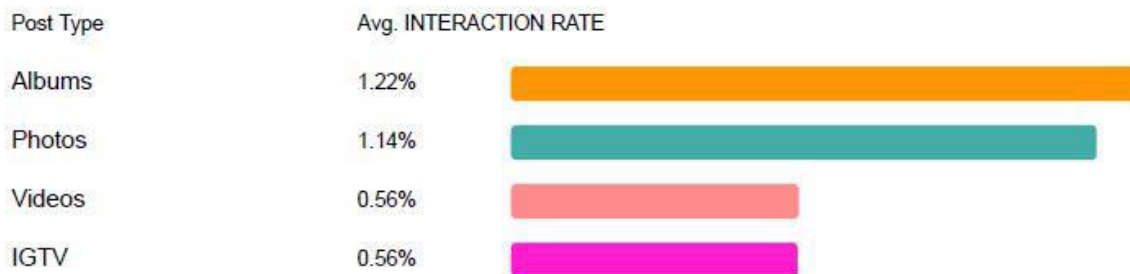 Post Type Avg. INTERACTION RATE
Albums 1.22%
Photos 1.14%
Videos 0.56%
IGTV 0.56%